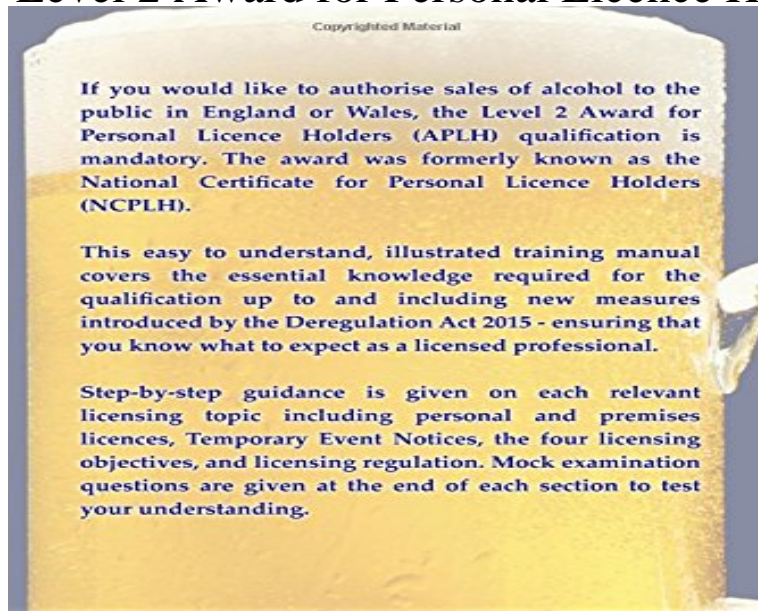 Level 2 Award for Personal Licence
Copyrighted Material
If you would like to authorise sales of alcohol to the
public in England or Wales, the Level 2 Award for
Personal Licence Holders (APLH) qualification is
mandatory. The award was formerly known as the
National Certificate for Personal Licence Holders
(NCPLH).
This easy to understand, illustrated training manual
covers the essential knowledge required for the
qualification up to and including new measures
introduced by the Deregulation Act 2015 - ensuring that
you know what to expect as a licensed professional.
Step-by-step guidance is given on each relevant
licensing topic including personal and premises
licences, Temporary Event Notices, the four licensing
objectives, and licensing regulation. Mock examination
questions are given at the end of each section to test
your understanding.